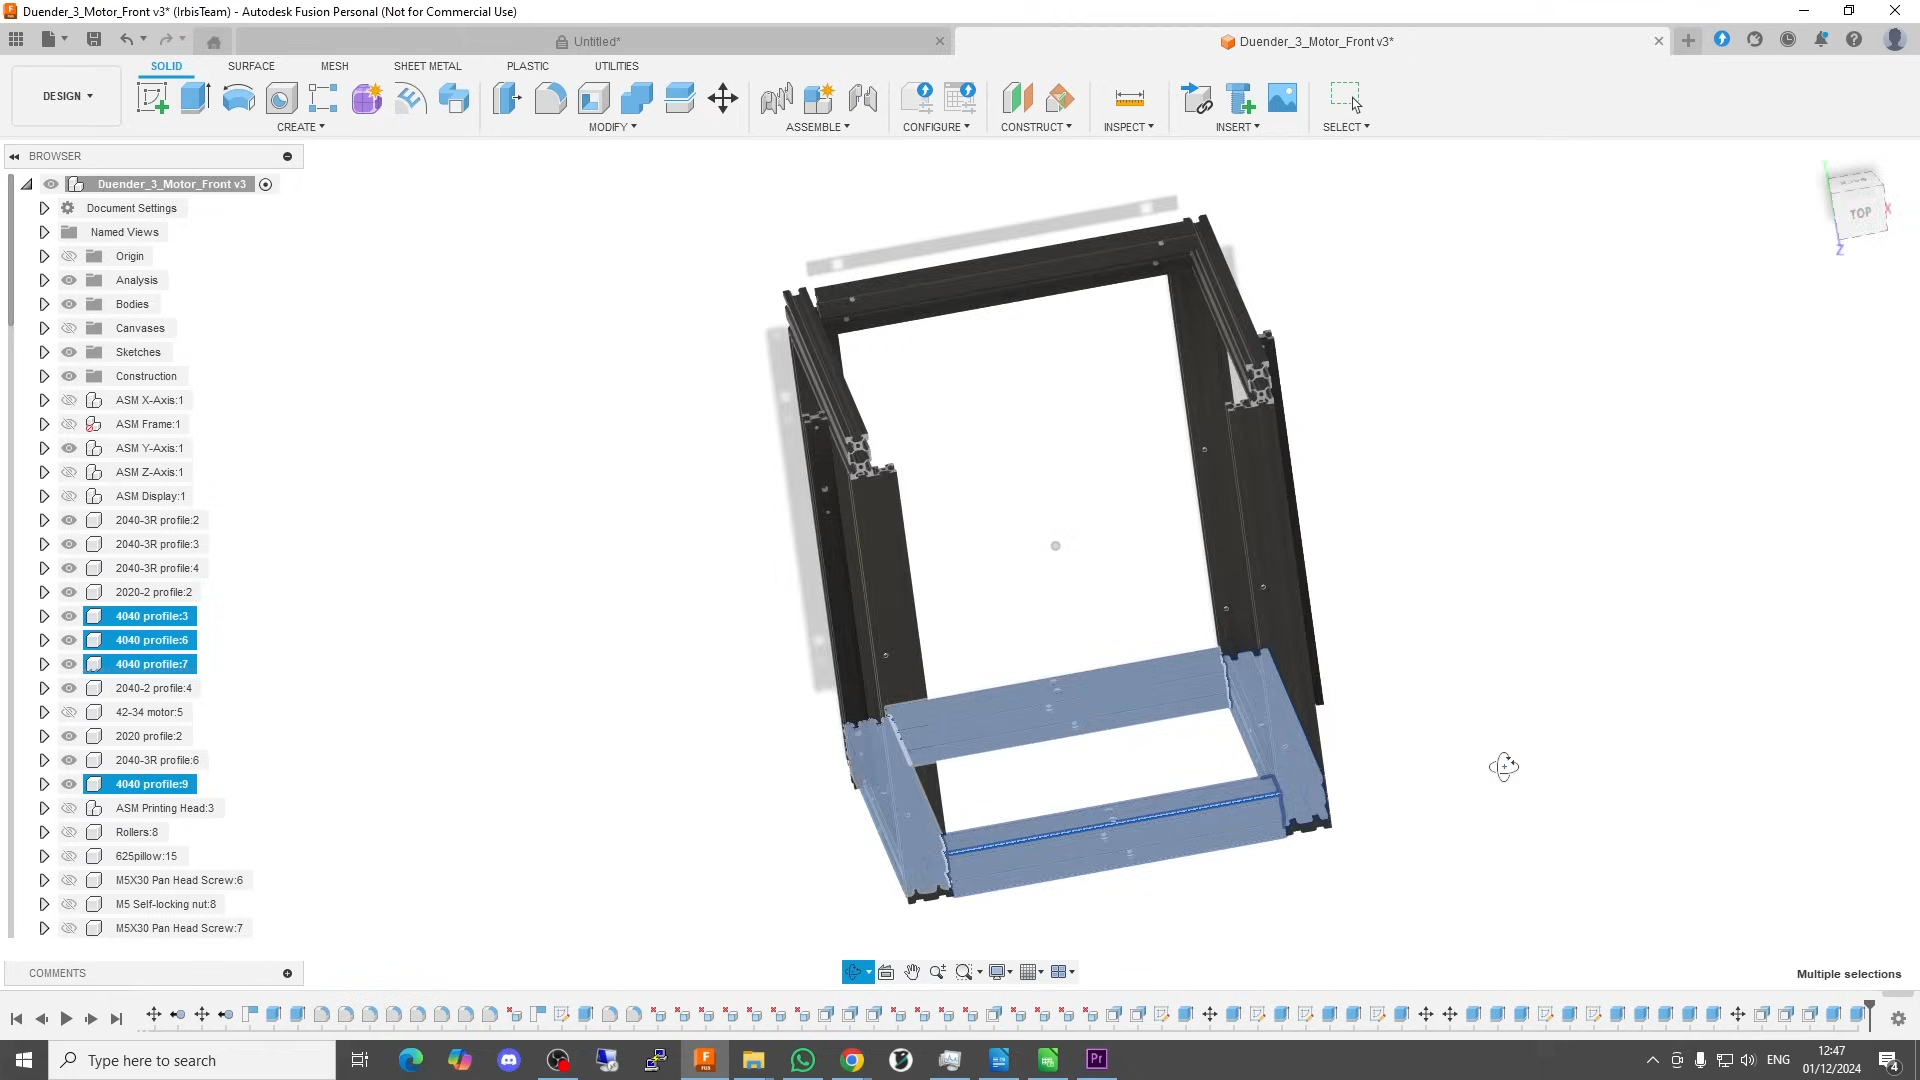 Duender_3_Motor_Front v3* (IrbisTeam) - Autodesk Fusion Personal (Not for Commercial Use)
Untitled*
Duender_3_Motor_Front v3*
DESIGN
SOLID
SURFACE
MESH
SHEET METAL
PLASTIC
UTILITIES
CREATE
MODIFY
ASSEMBLE
CONFIGURE
CONSTRUCT
INSPECT
INSERT
SELECT
BROWSER
Duender_3_Motor_Front v3
Document Settings
Named Views
Origin
Analysis
Bodies
Canvases
Sketches
Construction
ASM X-Axis:1
ASM Frame:1
ASM Y-Axis:1
ASM Z-Axis:1
ASM Display:1
2040-3R profile:2
2040-3R profile:3
2040-3R profile:4
2020-2 profile:2
4040 profile:3
4040 profile:6
4040 profile:7
2040-2 profile:4
42-34 motor:5
2020 profile:2
2040-3R profile:6
4040 profile:9
ASM Printing Head:3
Rollers:8
625pillow:15
M5X30 Pan Head Screw:6
M5 Self-locking nut:8
M5X30 Pan Head Screw:7
BACK
TOP
X
Z
COMMENTS
Multiple selections
Type here to search
ENG
12:47
01/12/2024
4